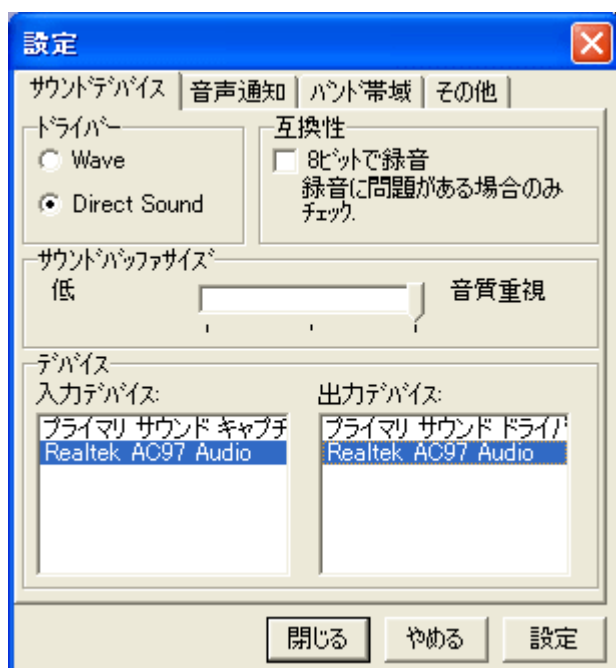 設定
ｻｳﾝﾄﾞﾃﾞﾊﾞｲｽ 音声通知 ﾊﾞﾝﾄﾞ帯域 その他
ﾄﾞﾗｲﾊﾞｰ
Wave
Direct Sound
互換性
8ﾋﾞｯﾄで録音
録音に問題がある場合のみ
ﾁｪｯｸ.
ｻｳﾝﾄﾞﾊﾞｯﾌｧｻｲｽﾞ
低 音質重視
ﾃﾞﾊﾞｲｽ
入力ﾃﾞﾊﾞｲｽ:
プライマリ サウンド キャプチ
Realtek AC97 Audio
出力ﾃﾞﾊﾞｲｽ:
プライマリ サウンド ドライバ
Realtek AC97 Audio
閉じる やめる 設定